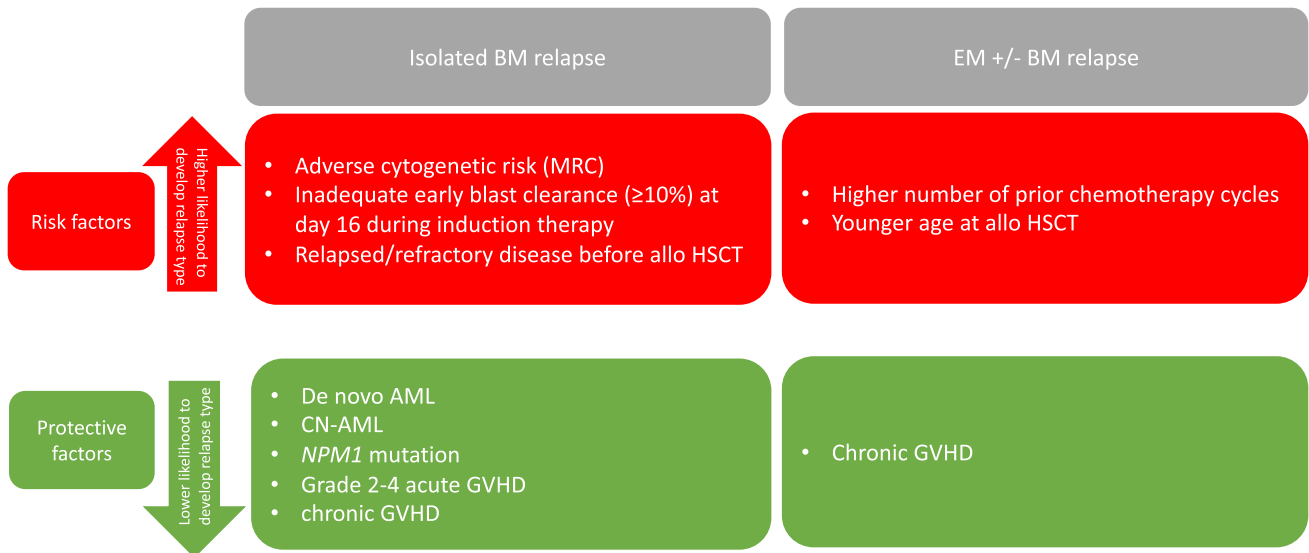 Isolated BM relapse
EM +/- BM relapse
Risk factors
Higher likelihood to
develop relapse type
• Adverse cytogenetic risk (MRC)
• Inadequate early blast clearance (≥10%) at
day 16 during induction therapy
• Relapsed/refractory disease before allo HSCT
• Higher number of prior chemotherapy cycles
• Younger age at allo HSCT
Protective
factors
Lower likelihood to
develop relapse type
• De novo AML
• CN-AML
• NPM1 mutation
• Grade 2-4 acute GVHD
• chronic GVHD
• Chronic GVHD